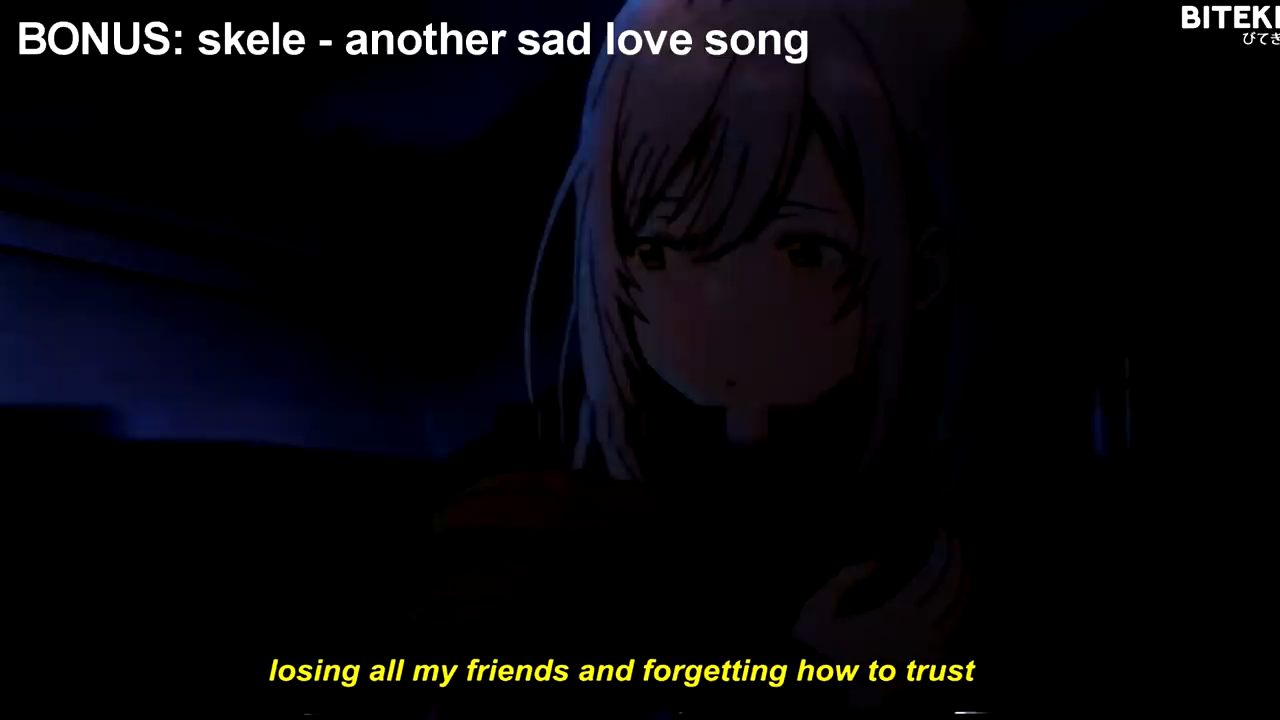 BONUS: skele - another sad love song
BITEKI
びてき
losing all my friends and forgetting how to trust